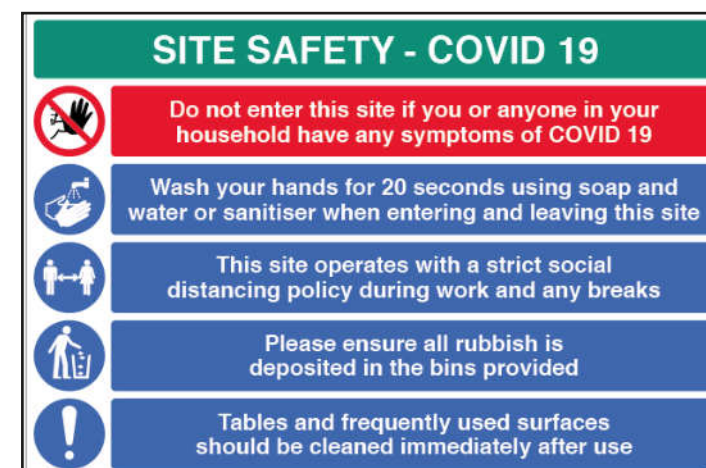 SITE SAFETY - COVID 19
Do not enter this site if you or anyone in your
household have any symptoms of COVID 19
Wash your hands for 20 seconds using soap and
water or sanitiser when entering and leaving this site
This site operates with a strict social
distancing policy during work and any breaks
Please ensure all rubbish is
deposited in the bins provided
Tables and frequently used surfaces
should be cleaned immediately after use